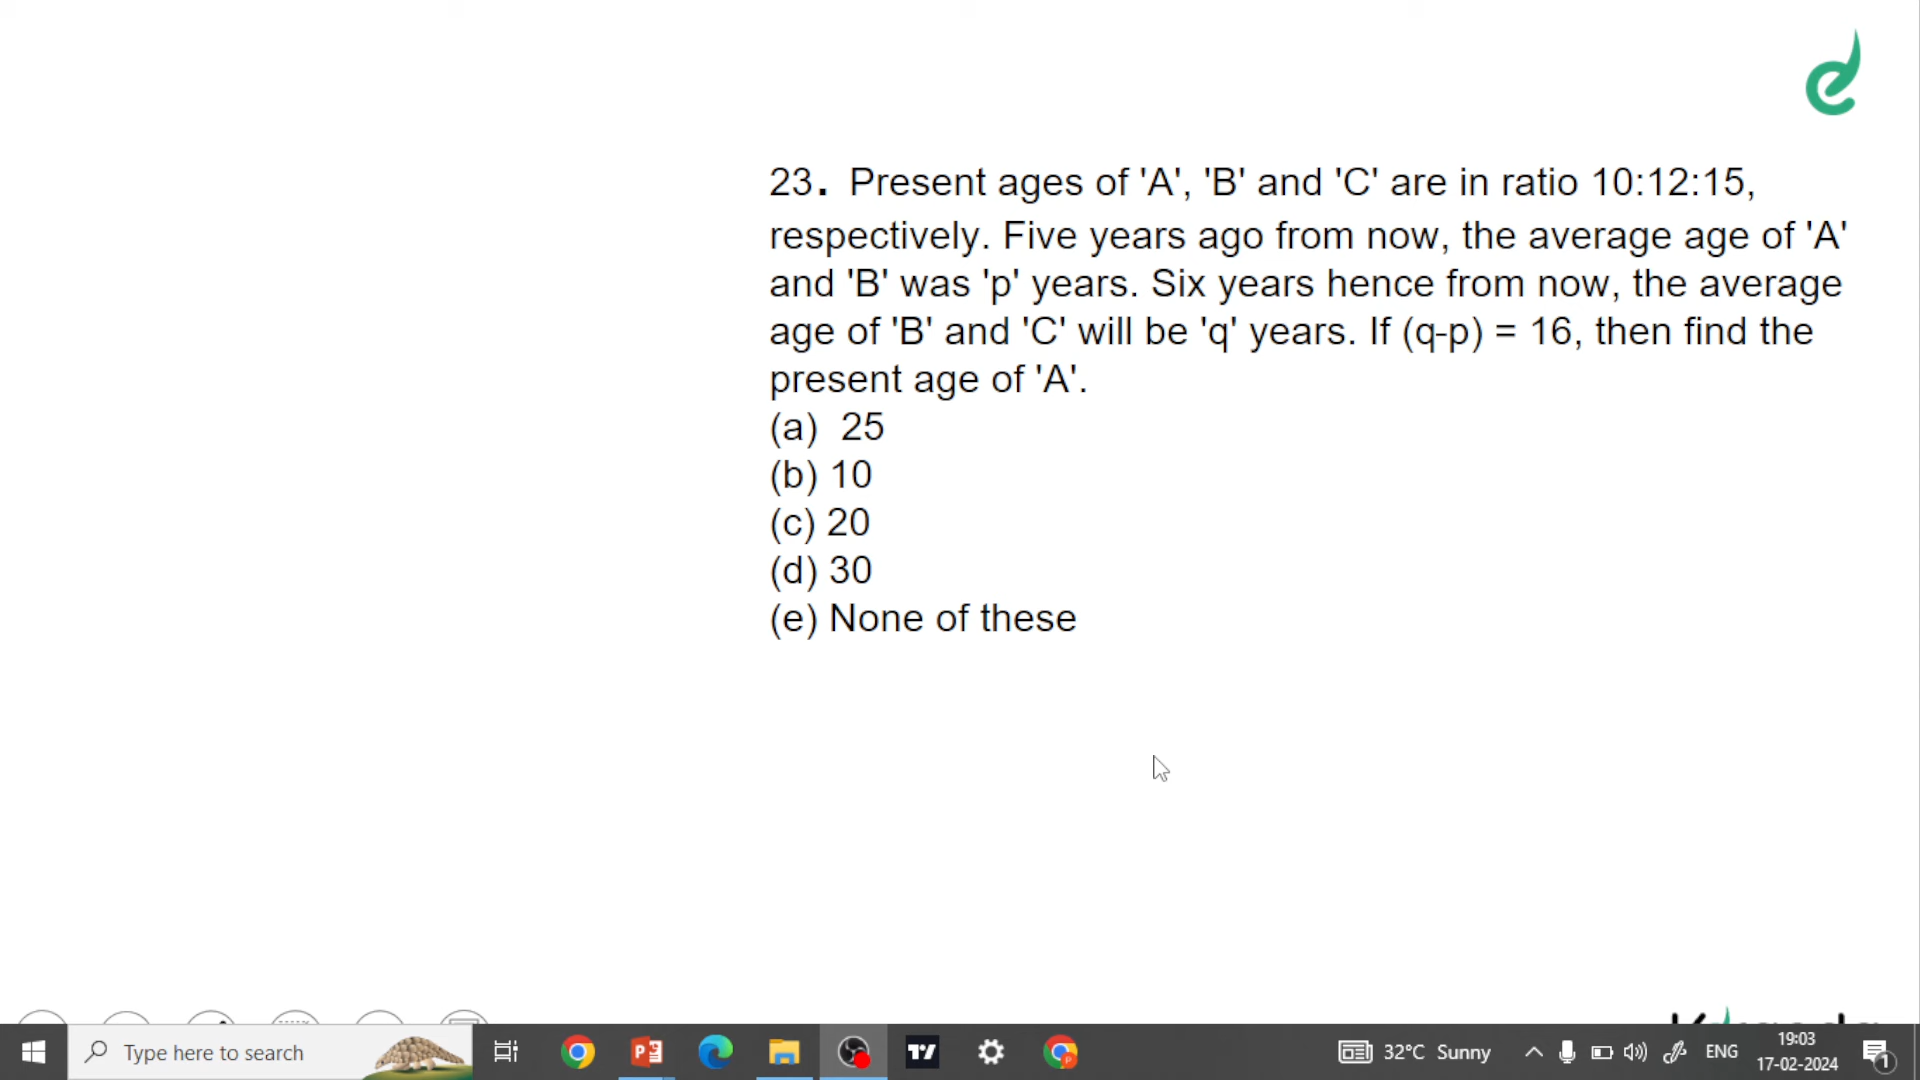 23. Present ages of 'A', 'B' and 'C' are in ratio 10:12:15,
respectively. Five years ago from now, the average age of 'A'
and 'B' was 'p' years. Six years hence from now, the average
age of 'B' and 'C' will be 'q' years. If (q-p) = 16, then find the
present age of 'A'.
(a) 25
(b) 10
(c) 20
(d) 30
(e) None of these
Type here to search
32°C Sunny
ENG
19:03
17-02-2024
1